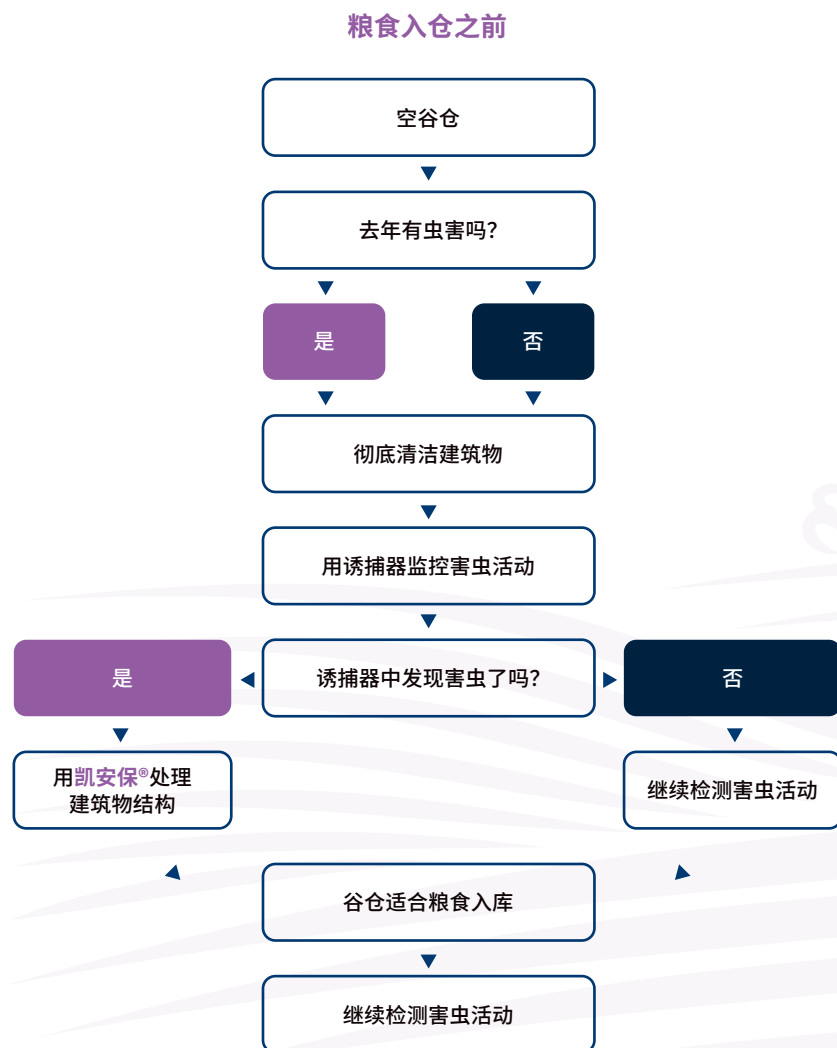 粮食入仓之前
空谷仓
去年有虫害吗？
是
否
彻底清洁建筑物
用诱捕器监控害虫活动
是
诱捕器中发现害虫了吗？
否
用凯安保®处理
建筑物结构
继续检测害虫活动
谷仓适合粮食入库
继续检测害虫活动